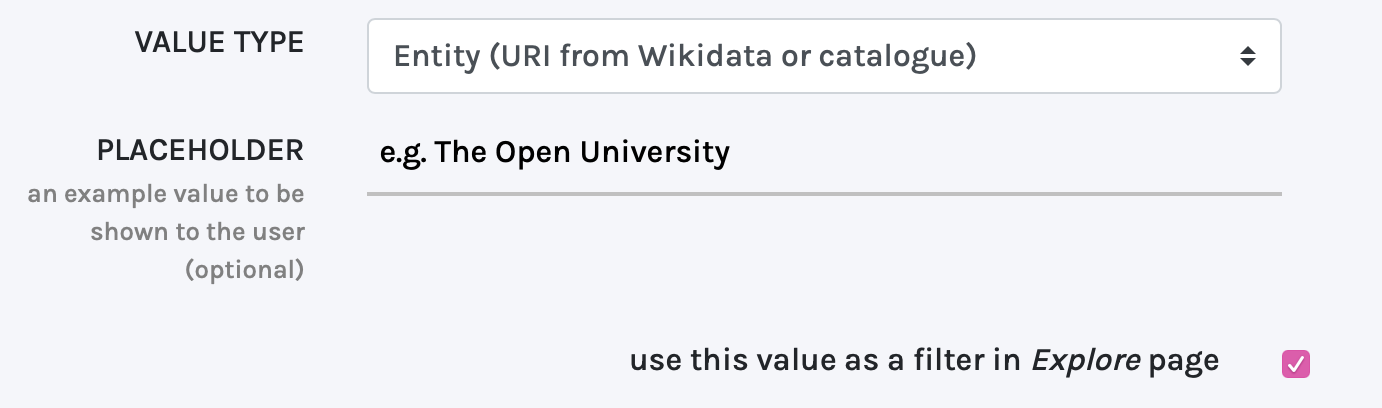 VALUE TYPE
Entity (URI from Wikidata or catalogue)
PLACEHOLDER
an example value to be
shown to the user
(optional)
e.g. The Open University
use this value as a filter in Explore page